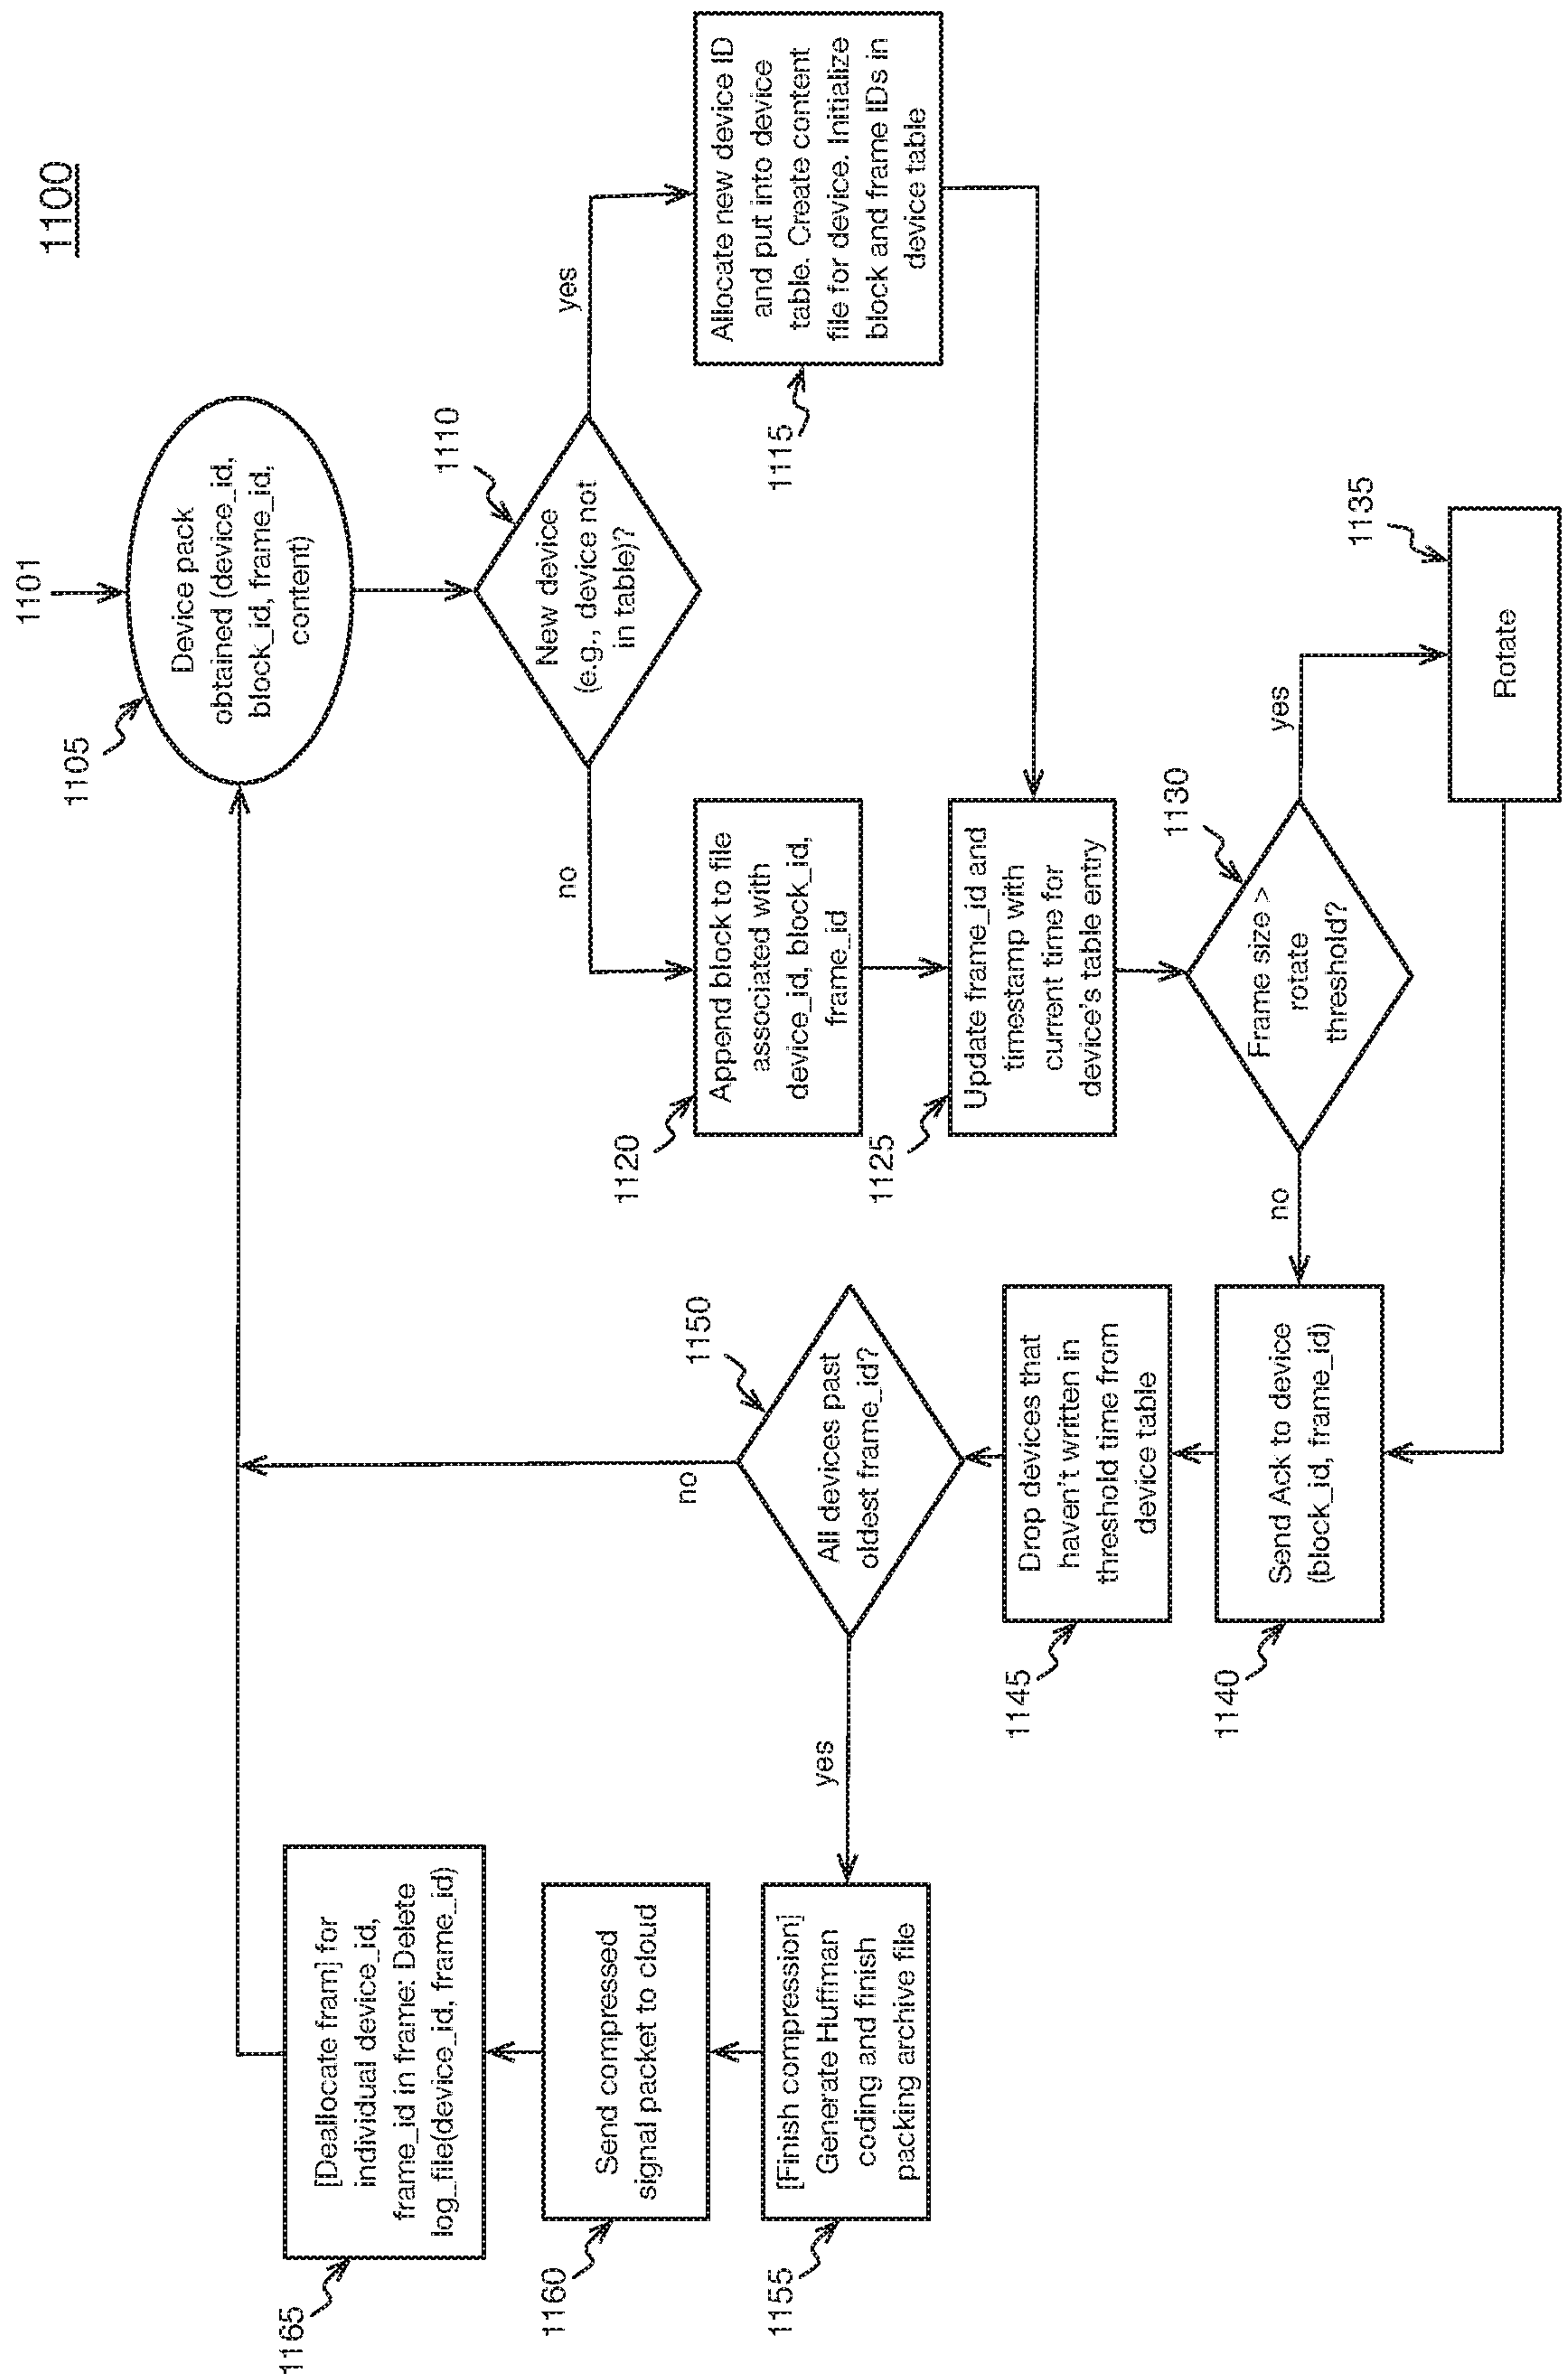 1100
1101
1105
Device pack
obtained (device_id,
block_id, frame_id,
content)
1110
New device
(e.g., device not
in table)?
yes
no
1115
Allocate new device ID
and put into device
table. Create content
file for device. Initialize
block and frame IDs in
device table
1120
Append block to file
associated with
device_id, block_id,
frame_id
1125
Update frame_id and
timestamp with
current time for
device's table entry
1130
Frame size >
rotate
threshold?
yes
no
1135
Rotate
1140
Send Ack to device
(block_id, frame_id)
1145
Drop devices that
haven't written in
threshold time from
device table
1150
All devices past
oldest frame_id?
no
yes
1155
[Finish compression]
Generate Huffman
coding and finish
packing archive file
1160
Send compressed
signal packet to cloud
1165
[Deallocate fram] for
individual device_id,
frame_id in frame: Delete
log_file(device_id, frame_id)